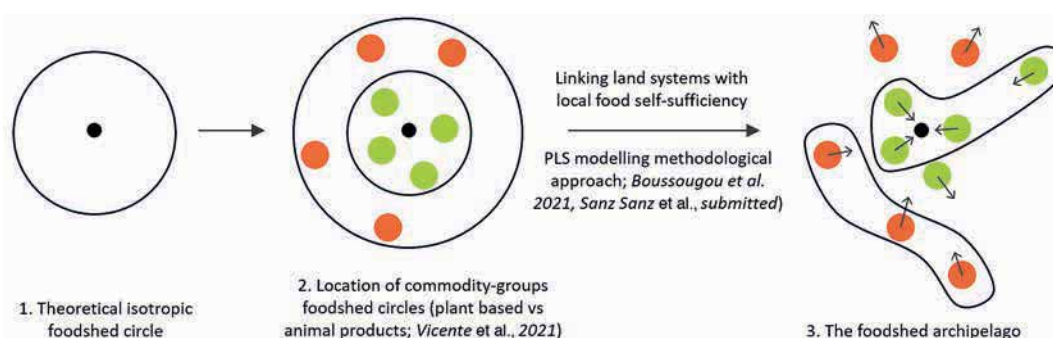 Linking land systems with
local food self-sufficiency
PLS modelling methodological
approach; Boussougou et al.
2021, Sanz Sanz et al., submitted)
1. Theoretical isotropic
foodshed circle
2. Location of commodity-groups
foodshed circles (plant based vs
animal products; Vicente et al., 2021)
3. The foodshed archipelago